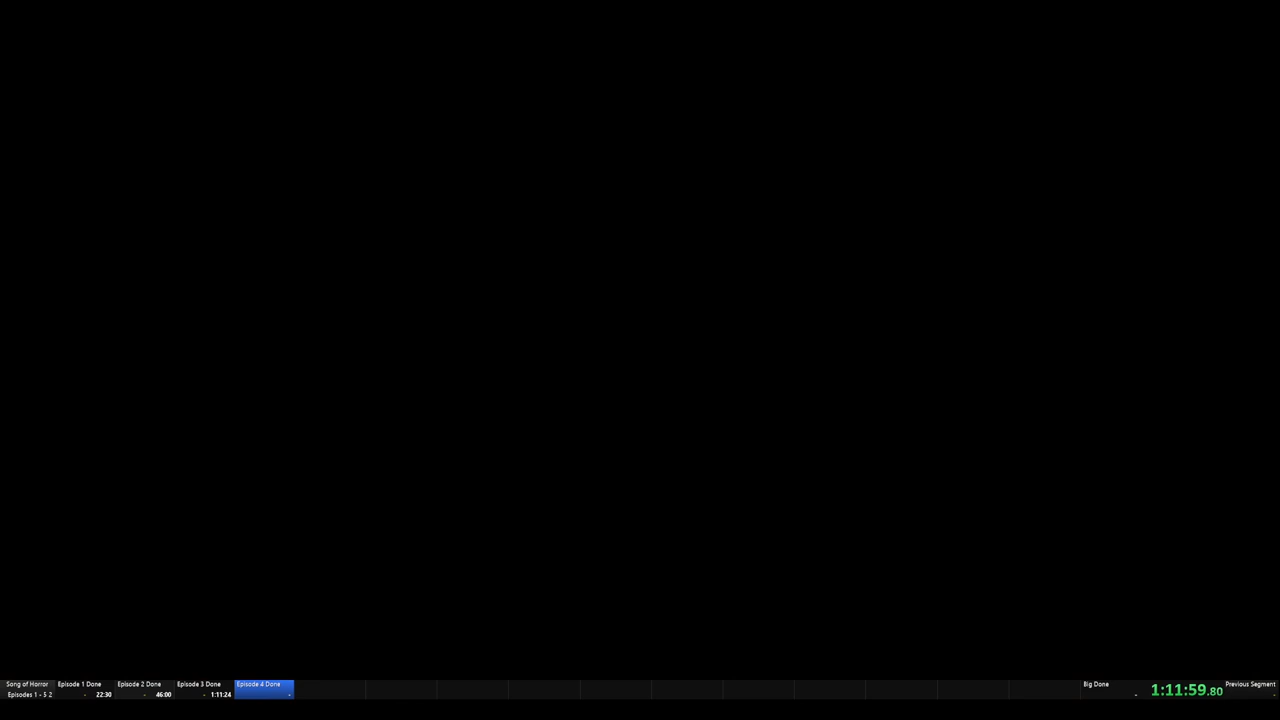 Song of Horror
Episodes 1 - 5 2
Episode 1 Done
- 22:30
Episode 2 Done
- 46:00
Episode 3 Done
- 1:11:24
Episode 4 Done
-
Big Done
-
1:11:59.80
Previous Segment
-